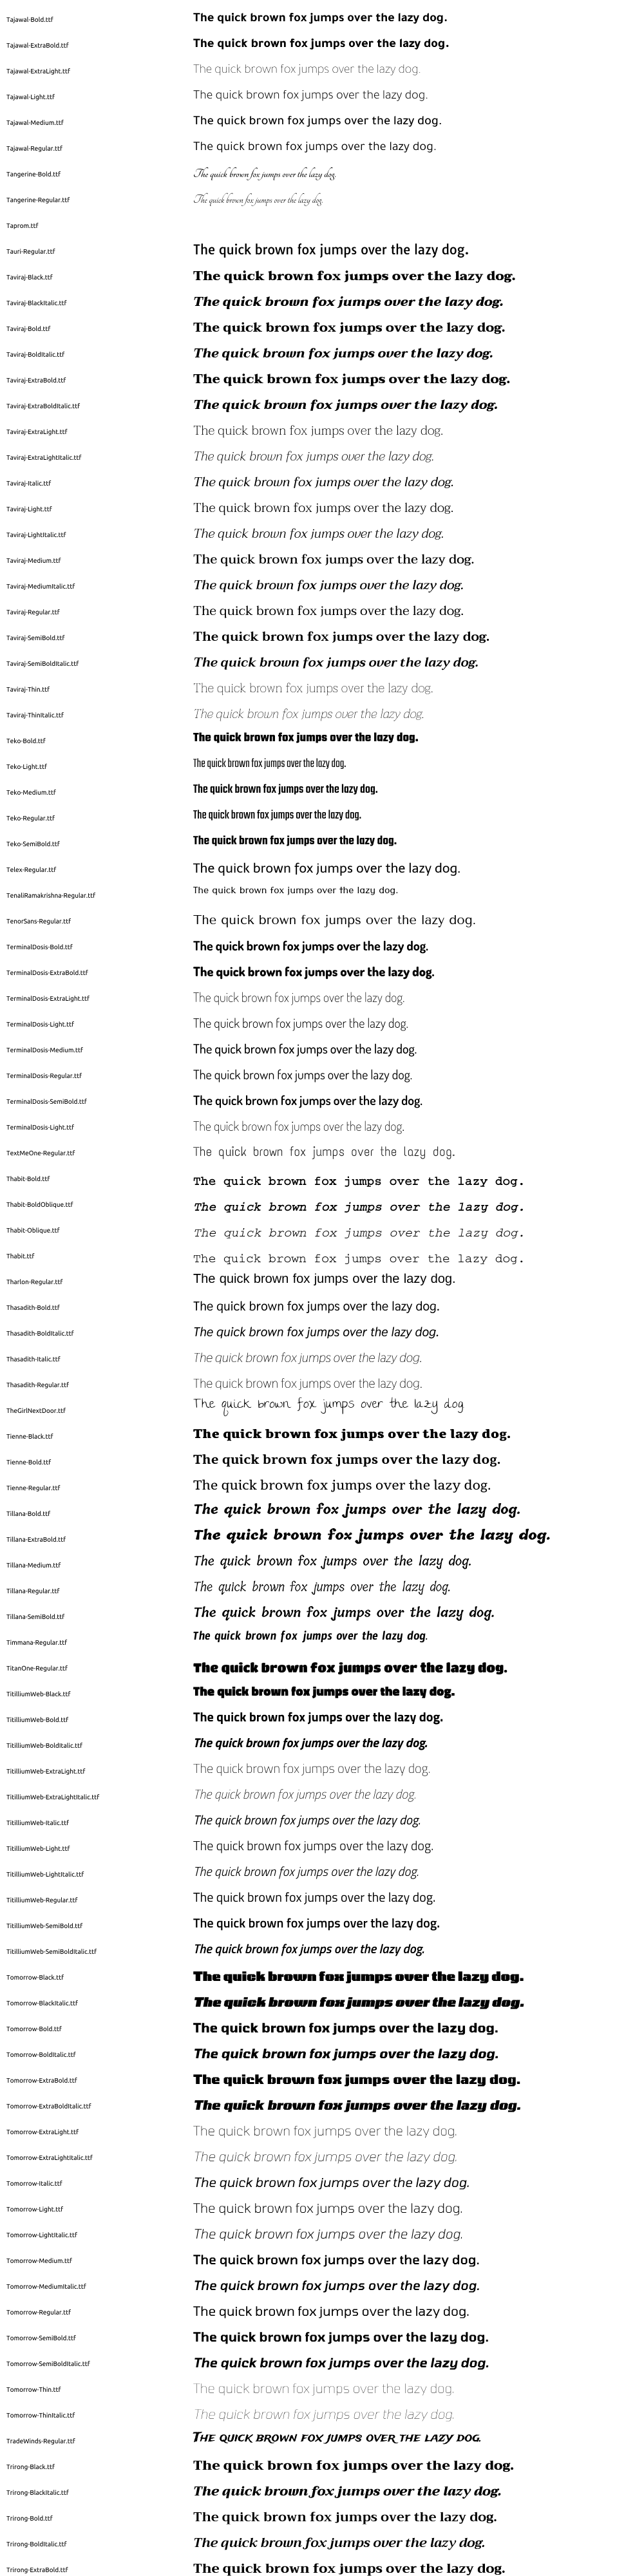 Tajawal-Bold.ttf The quick brown fox jumps over the lazy dog.
Tajawal-ExtraBold.ttf The quick brown fox jumps over the lazy dog.
Tajawal-ExtraLight.ttf The quick brown fox jumps over the lazy dog.
Tajawal-Light.ttf The quick brown fox jumps over the lazy dog.
Tajawal-Medium.ttf The quick brown fox jumps over the lazy dog.
Tajawal-Regular.ttf The quick brown fox jumps over the lazy dog.
Tangerine-Bold.ttf The quick brown fox jumps over the lazy dog.
Tangerine-Regular.ttf The quick brown fox jumps over the lazy dog.
Taprom.ttf
Tauri-Regular.ttf The quick brown fox jumps over the lazy dog.
Taviraj-Black.ttf The quick brown fox jumps over the lazy dog.
Taviraj-BlackItalic.ttf The quick brown fox jumps over the lazy dog.
Taviraj-Bold.ttf The quick brown fox jumps over the lazy dog.
Taviraj-BoldItalic.ttf The quick brown fox jumps over the lazy dog.
Taviraj-ExtraBold.ttf The quick brown fox jumps over the lazy dog.
Taviraj-ExtraBoldItalic.ttf The quick brown fox jumps over the lazy dog.
Taviraj-ExtraLight.ttf The quick brown fox jumps over the lazy dog.
Taviraj-ExtraLightItalic.ttf The quick brown fox jumps over the lazy dog.
Taviraj-Italic.ttf The quick brown fox jumps over the lazy dog.
Taviraj-Light.ttf The quick brown fox jumps over the lazy dog.
Taviraj-LightItalic.ttf The quick brown fox jumps over the lazy dog.
Taviraj-Medium.ttf The quick brown fox jumps over the lazy dog.
Taviraj-MediumItalic.ttf The quick brown fox jumps over the lazy dog.
Taviraj-Regular.ttf The quick brown fox jumps over the lazy dog.
Taviraj-SemiBold.ttf The quick brown fox jumps over the lazy dog.
Taviraj-SemiBoldItalic.ttf The quick brown fox jumps over the lazy dog.
Taviraj-Thin.ttf The quick brown fox jumps over the lazy dog.
Taviraj-ThinItalic.ttf The quick brown fox jumps over the lazy dog.
Teko-Bold.ttf The quick brown fox jumps over the lazy dog.
Teko-Light.ttf The quick brown fox jumps over the lazy dog.
Teko-Medium.ttf The quick brown fox jumps over the lazy dog.
Teko-Regular.ttf The quick brown fox jumps over the lazy dog.
Teko-SemiBold.ttf The quick brown fox jumps over the lazy dog.
Telex-Regular.ttf The quick brown fox jumps over the lazy dog.
TenaliRamakrishna-Regular.ttf The quick brown fox jumps over the lazy dog.
TenorSans-Regular.ttf The quick brown fox jumps over the lazy dog.
TerminalDosis-Bold.ttf The quick brown fox jumps over the lazy dog.
TerminalDosis-ExtraBold.ttf The quick brown fox jumps over the lazy dog.
TerminalDosis-ExtraLight.ttf The quick brown fox jumps over the lazy dog.
TerminalDosis-Light.ttf The quick brown fox jumps over the lazy dog.
TerminalDosis-Medium.ttf The quick brown fox jumps over the lazy dog.
TerminalDosis-Regular.ttf The quick brown fox jumps over the lazy dog.
TerminalDosis-SemiBold.ttf The quick brown fox jumps over the lazy dog.
TerminalDosis-Light.ttf The quick brown fox jumps over the lazy dog.
TextMeOne-Regular.ttf The quick brown fox jumps over the lazy dog.
Thabit-Bold.ttf The quick brown fox jumps over the lazy dog.
Thabit-BoldOblique.ttf The quick brown fox jumps over the lazy dog.
Thabit-Oblique.ttf The quick brown fox jumps over the lazy dog.
Thabit.ttf The quick brown fox jumps over the lazy dog.
Tharlon-Regular.ttf The quick brown fox jumps over the lazy dog.
Thasadith-Bold.ttf The quick brown fox jumps over the lazy dog.
Thasadith-BoldItalic.ttf The quick brown fox jumps over the lazy dog.
Thasadith-Italic.ttf The quick brown fox jumps over the lazy dog.
Thasadith-Regular.ttf The quick brown fox jumps over the lazy dog.
TheGirlNextDoor.ttf The quick brown fox jumps over the lazy dog
Tienne-Black.ttf The quick brown fox jumps over the lazy dog.
Tienne-Bold.ttf The quick brown fox jumps over the lazy dog.
Tienne-Regular.ttf The quick brown fox jumps over the lazy dog.
Tillana-Bold.ttf The quick brown fox jumps over the lazy dog.
Tillana-ExtraBold.ttf The quick brown fox jumps over the lazy dog.
Tillana-Medium.ttf The quick brown fox jumps over the lazy dog.
Tillana-Regular.ttf The quick brown fox jumps over the lazy dog.
Tillana-SemiBold.ttf The quick brown fox jumps over the lazy dog.
Timmana-Regular.ttf The quick brown fox jumps over the lazy dog.
TitanOne-Regular.ttf The quick brown fox jumps over the lazy dog.
TitilliumWeb-Black.ttf The quick brown fox jumps over the lazy dog.
TitilliumWeb-Bold.ttf The quick brown fox jumps over the lazy dog.
TitilliumWeb-BoldItalic.ttf The quick brown fox jumps over the lazy dog.
TitilliumWeb-ExtraLight.ttf The quick brown fox jumps over the lazy dog.
TitilliumWeb-ExtraLightItalic.ttf The quick brown fox jumps over the lazy dog.
TitilliumWeb-Italic.ttf The quick brown fox jumps over the lazy dog.
TitilliumWeb-Light.ttf The quick brown fox jumps over the lazy dog.
TitilliumWeb-LightItalic.ttf The quick brown fox jumps over the lazy dog.
TitilliumWeb-Regular.ttf The quick brown fox jumps over the lazy dog.
TitilliumWeb-SemiBold.ttf The quick brown fox jumps over the lazy dog.
TitilliumWeb-SemiBoldItalic.ttf The quick brown fox jumps over the lazy dog.
Tomorrow-Black.ttf The quick brown fox jumps over the lazy dog.
Tomorrow-BlackItalic.ttf The quick brown fox jumps over the lazy dog.
Tomorrow-Bold.ttf The quick brown fox jumps over the lazy dog.
Tomorrow-BoldItalic.ttf The quick brown fox jumps over the lazy dog.
Tomorrow-ExtraBold.ttf The quick brown fox jumps over the lazy dog.
Tomorrow-ExtraBoldItalic.ttf The quick brown fox jumps over the lazy dog.
Tomorrow-ExtraLight.ttf The quick brown fox jumps over the lazy dog.
Tomorrow-ExtraLightItalic.ttf The quick brown fox jumps over the lazy dog.
Tomorrow-Italic.ttf The quick brown fox jumps over the lazy dog.
Tomorrow-Light.ttf The quick brown fox jumps over the lazy dog.
Tomorrow-LightItalic.ttf The quick brown fox jumps over the lazy dog.
Tomorrow-Medium.ttf The quick brown fox jumps over the lazy dog.
Tomorrow-MediumItalic.ttf The quick brown fox jumps over the lazy dog.
Tomorrow-Regular.ttf The quick brown fox jumps over the lazy dog.
Tomorrow-SemiBold.ttf The quick brown fox jumps over the lazy dog.
Tomorrow-SemiBoldItalic.ttf The quick brown fox jumps over the lazy dog.
Tomorrow-Thin.ttf The quick brown fox jumps over the lazy dog.
Tomorrow-ThinItalic.ttf The quick brown fox jumps over the lazy dog.
TradeWinds-Regular.ttf The quick brown fox jumps over the lazy dog.
Trirong-Black.ttf The quick brown fox jumps over the lazy dog.
Trirong-BlackItalic.ttf The quick brown fox jumps over the lazy dog.
Trirong-Bold.ttf The quick brown fox jumps over the lazy dog.
Trirong-BoldItalic.ttf The quick brown fox jumps over the lazy dog.
Trirong-ExtraBold.ttf The quick brown fox jumps over the lazy dog.